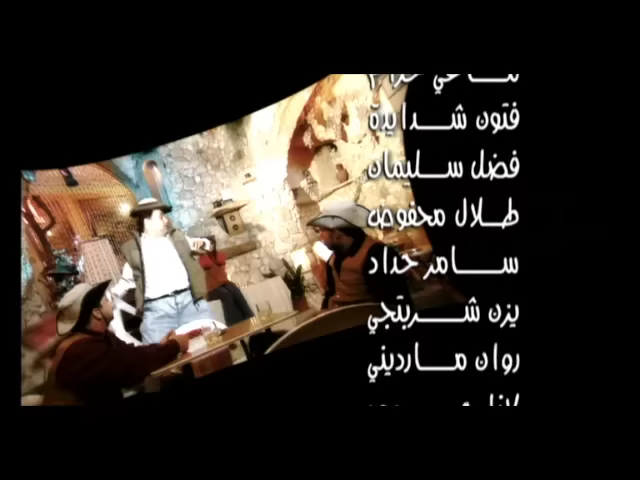 فتون شدايدة
فضل سليمان
طلال محفوض
سامر حداد
يزن شربتجي
روان مارديني